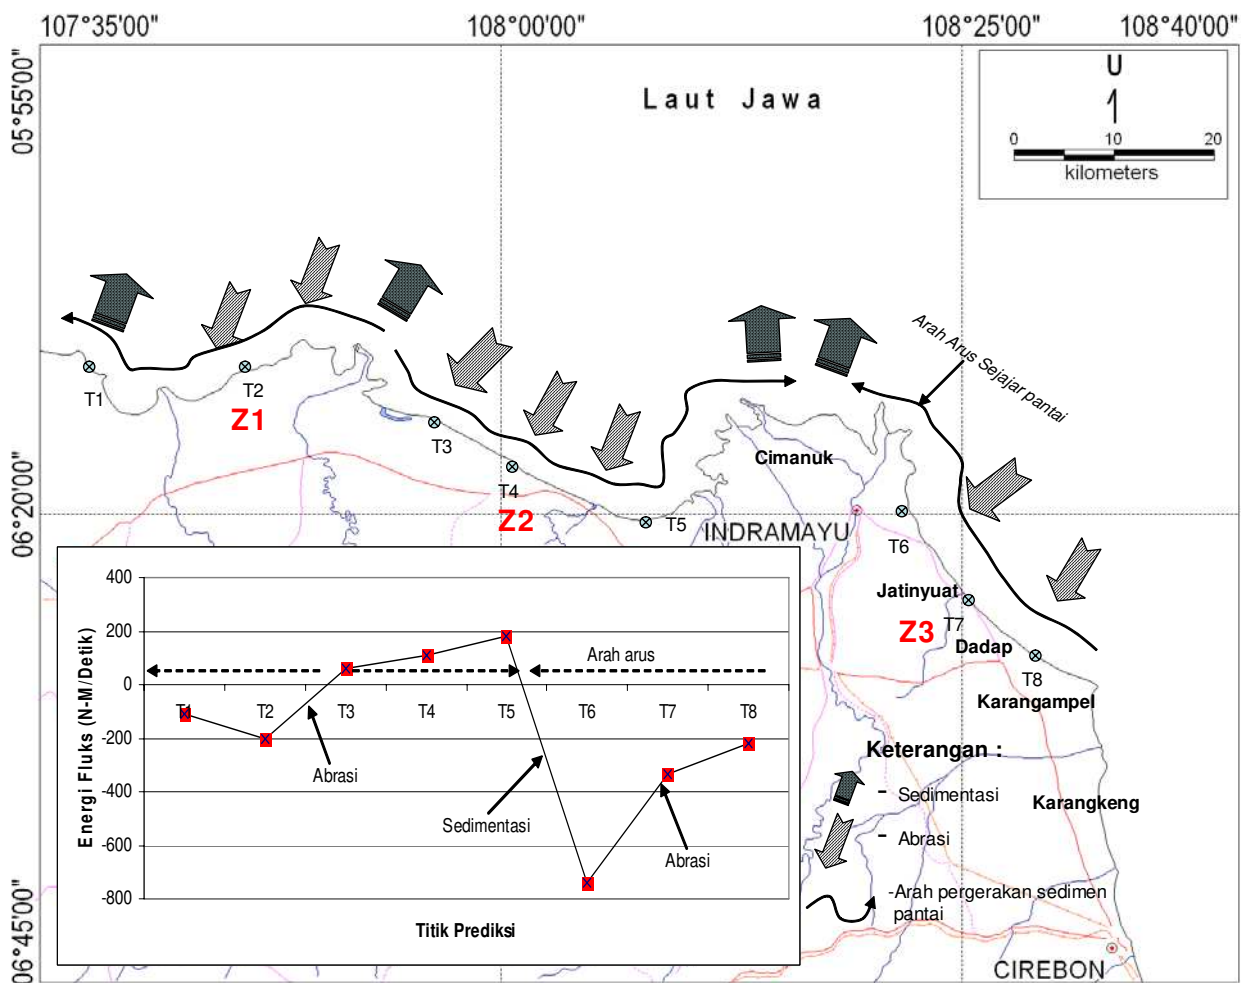 107°35'00"
108°00'00"
108°25'00"
108°40'00"
05°55'00"
Laut Jawa
U
0 10 20
kilometers
Arah Arus Sejajar pantai
T1
T2
Z1
T3
T4
Z2
T5
Cimanuk
06°20'00"
INDRAMAYU
T6
Jatinyuat
Z3
T7
Dadap
T8
Karangampel
Karangkeng
CIREBON
06°45'00"
Keterangan :
- Sedimentasi
- Abrasi
-Arah pergerakan sedimen
pantai
Energi Fluks (N-M/Detik)
400
200
0
-200
-400
-600
-800
Arah arus
T1 T2 T3 T4 T5 T6 T7 T8
Abrasi
Sedimentasi
Abrasi
Titik Prediksi